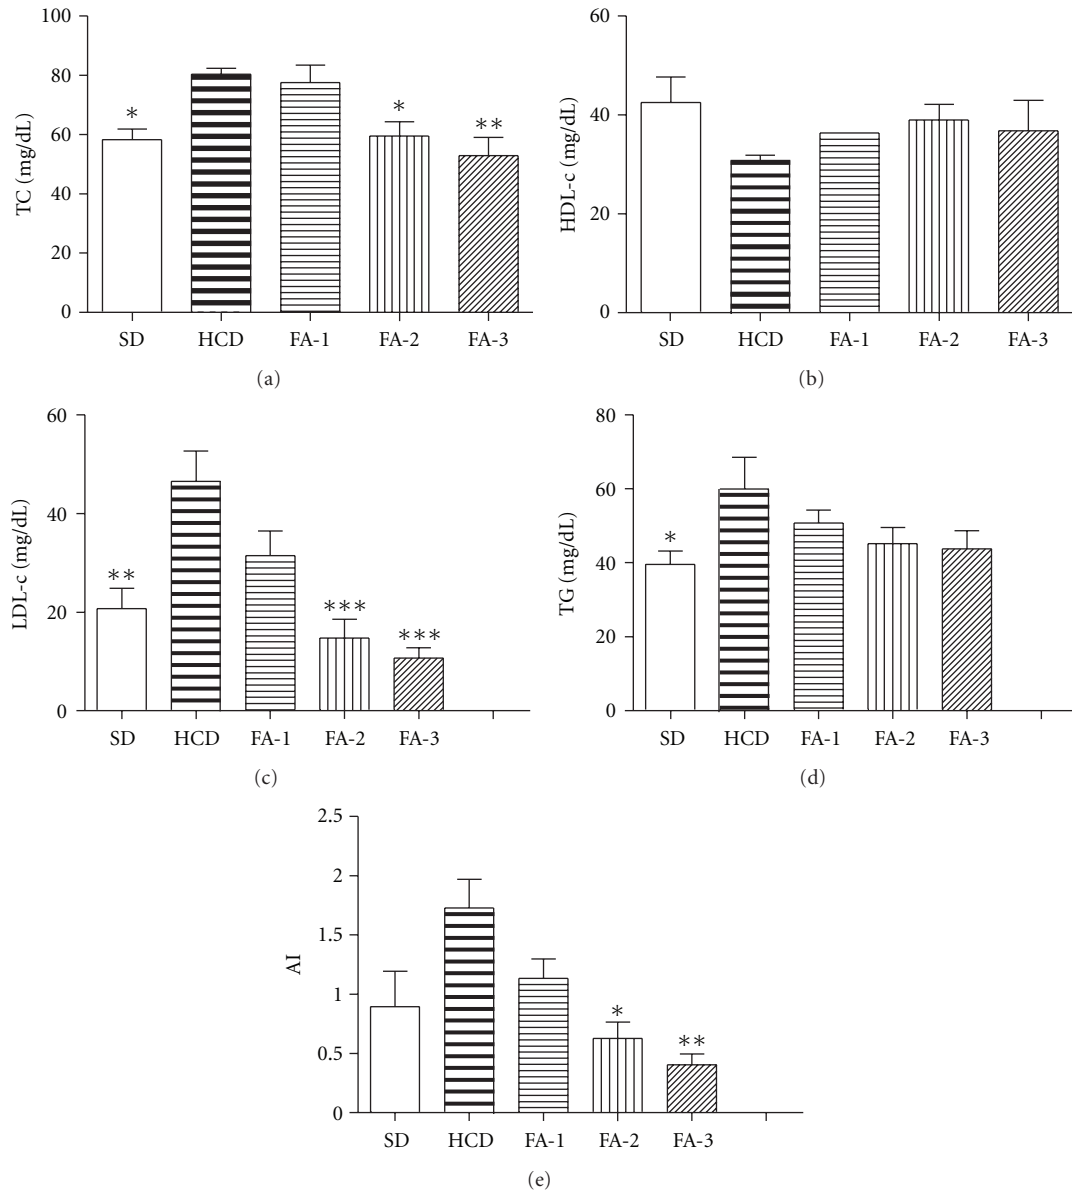 100
80
60
40
20
0
TC (mg/dL)
*
*
**
SD HCD FA-1 FA-2 FA-3
(a)
60
40
20
0
HDL-c (mg/dL)
SD HCD FA-1 FA-2 FA-3
(b)
60
40
20
0
LDL-c (mg/dL)
**
***
***
SD HCD FA-1 FA-2 FA-3
(c)
80
60
40
20
0
TG (mg/dL)
*
SD HCD FA-1 FA-2 FA-3
(d)
2.5
2
1.5
1
0.5
0
AI
*
**
SD HCD FA-1 FA-2 FA-3
(e)